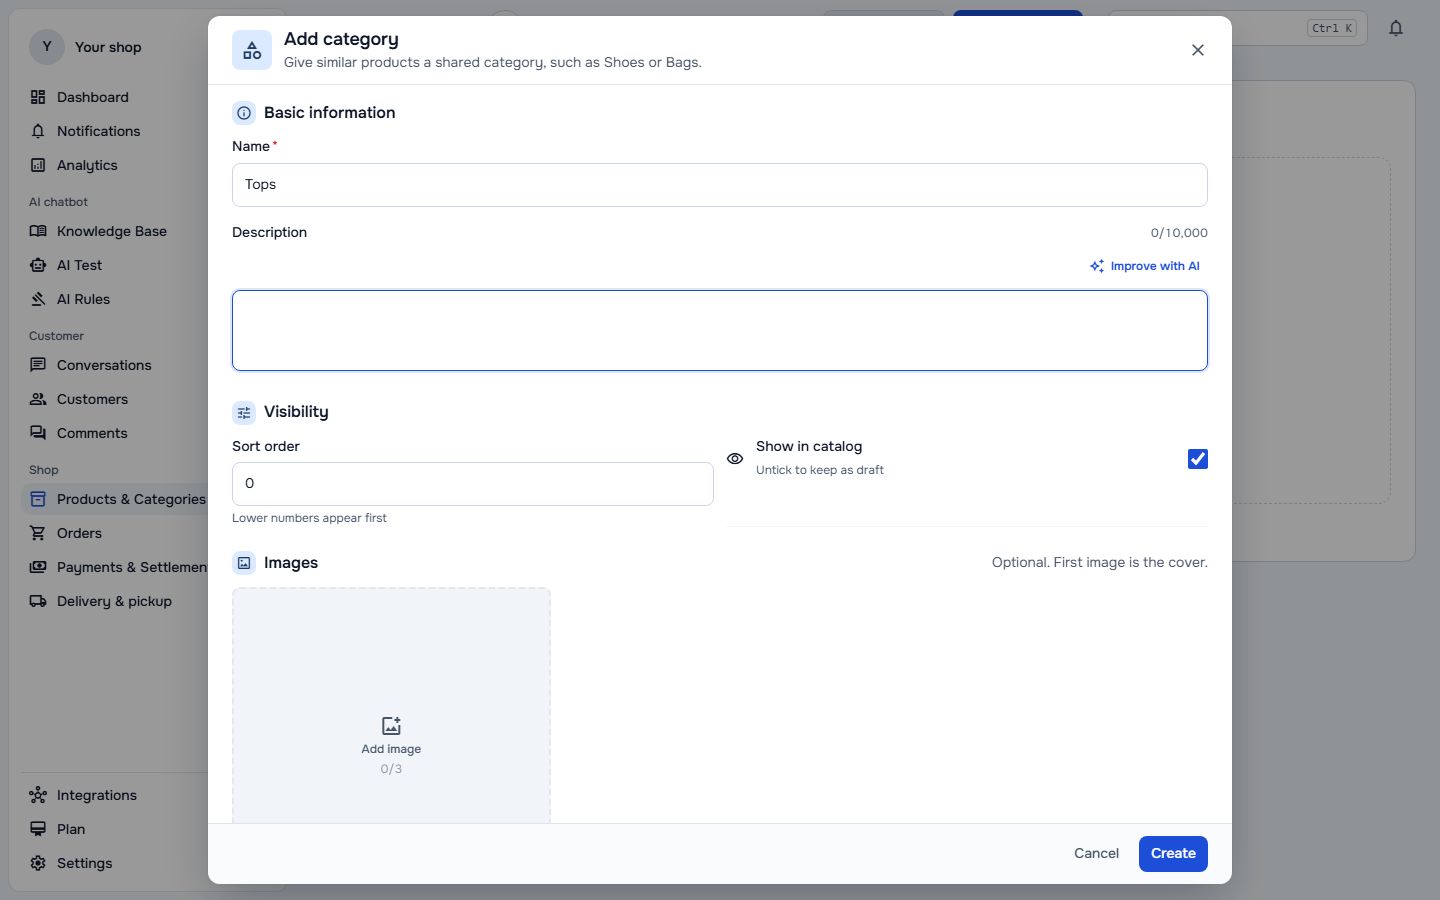 Y
Your shop
Dashboard
Notifications
Analytics
AI chatbot
Knowledge Base
AI Test
AI Rules
Customer
Conversations
Customers
Comments
Shop
Products & Categories
Orders
Payments & Settlemen
Delivery & pickup
Integrations
Plan
Settings
Ctrl K
Add category
Give similar products a shared category, such as Shoes or Bags.
Basic information
Name*
Tops
Description
0/10,000
Improve with AI
Visibility
Sort order
0
Lower numbers appear first
Show in catalog
Untick to keep as draft
Images
Optional. First image is the cover.
Add image
0/3
Cancel
Create